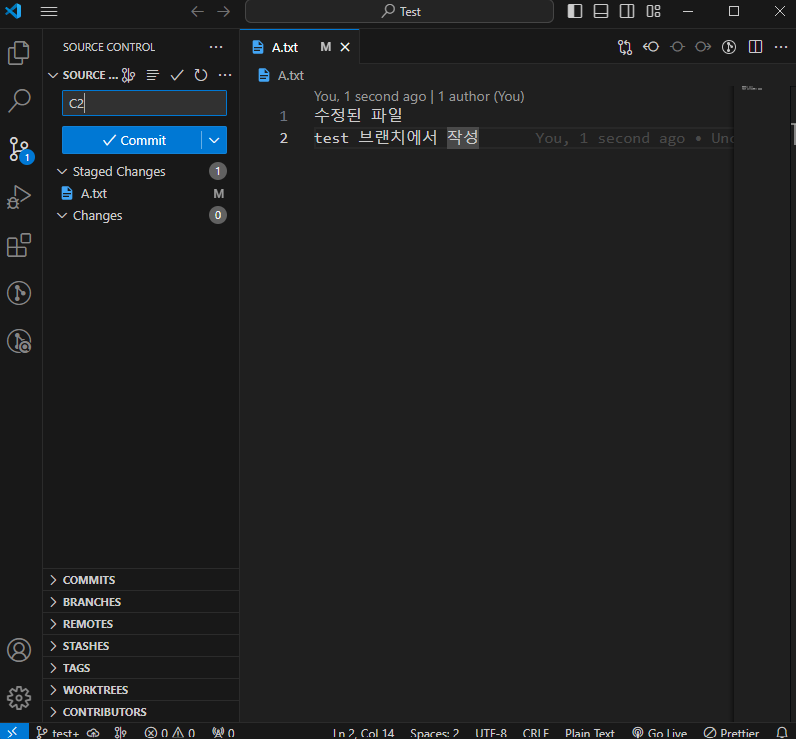 Test
SOURCE CONTROL
SOURCE ...
C2
Commit
Staged Changes 1
A.txt M
Changes 0
COMMITS
BRANCHES
REMOTES
STASHES
TAGS
WORKTREES
CONTRIBUTORS
A.txt M
A.txt
You, 1 second ago | 1 author (You)
1 수정된 파일
2 test 브랜치에서 작성 You, 1 second ago • Unc
1
test+ 0 0 0 Ln 2, Col 14 Spaces: 2 UTF-8 CRLF Plain Text Go Live Prettier